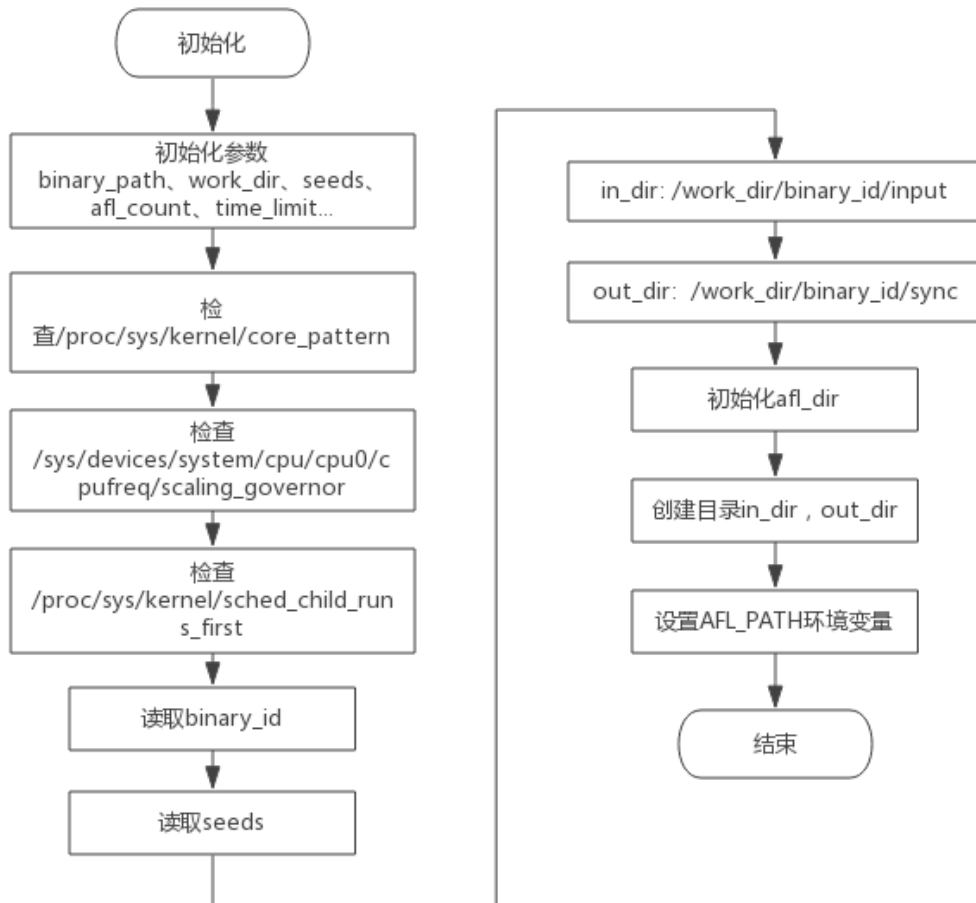 初始化
初始化参数
binary_path、work_dir、seeds、
afl_count、time_limit...
检
查/proc/sys/kernel/core_pattern
检查
/sys/devices/system/cpu/cpu0/c
pufreq/scaling_governor
检查
/proc/sys/kernel/sched_child_run
s_first
读取binary_id
读取seeds
in_dir: /work_dir/binary_id/input
out_dir:  /work_dir/binary_id/sync
初始化afl_dir
创建目录in_dir，out_dir
设置AFL_PATH环境变量
结束